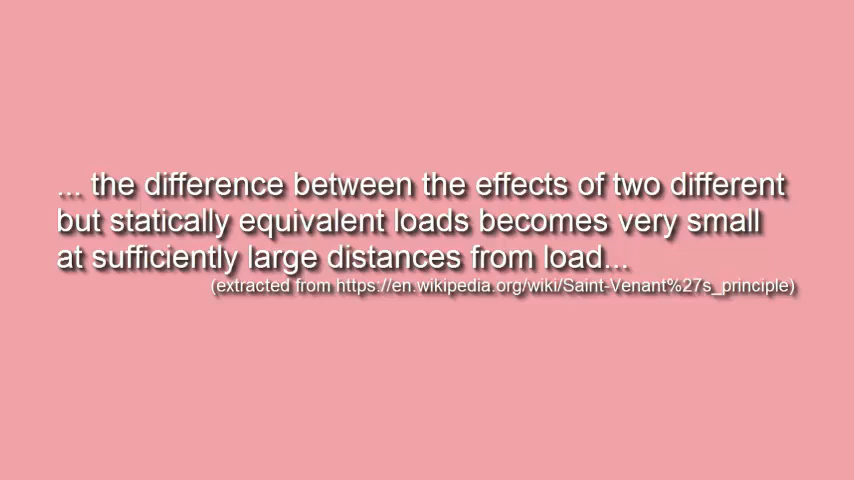 ... the difference between the effects of two different
but statically equivalent loads becomes very small
at sufficiently large distances from load...
(extracted from https://en.wikipedia.org/wiki/Saint-Venant%27s_principle)